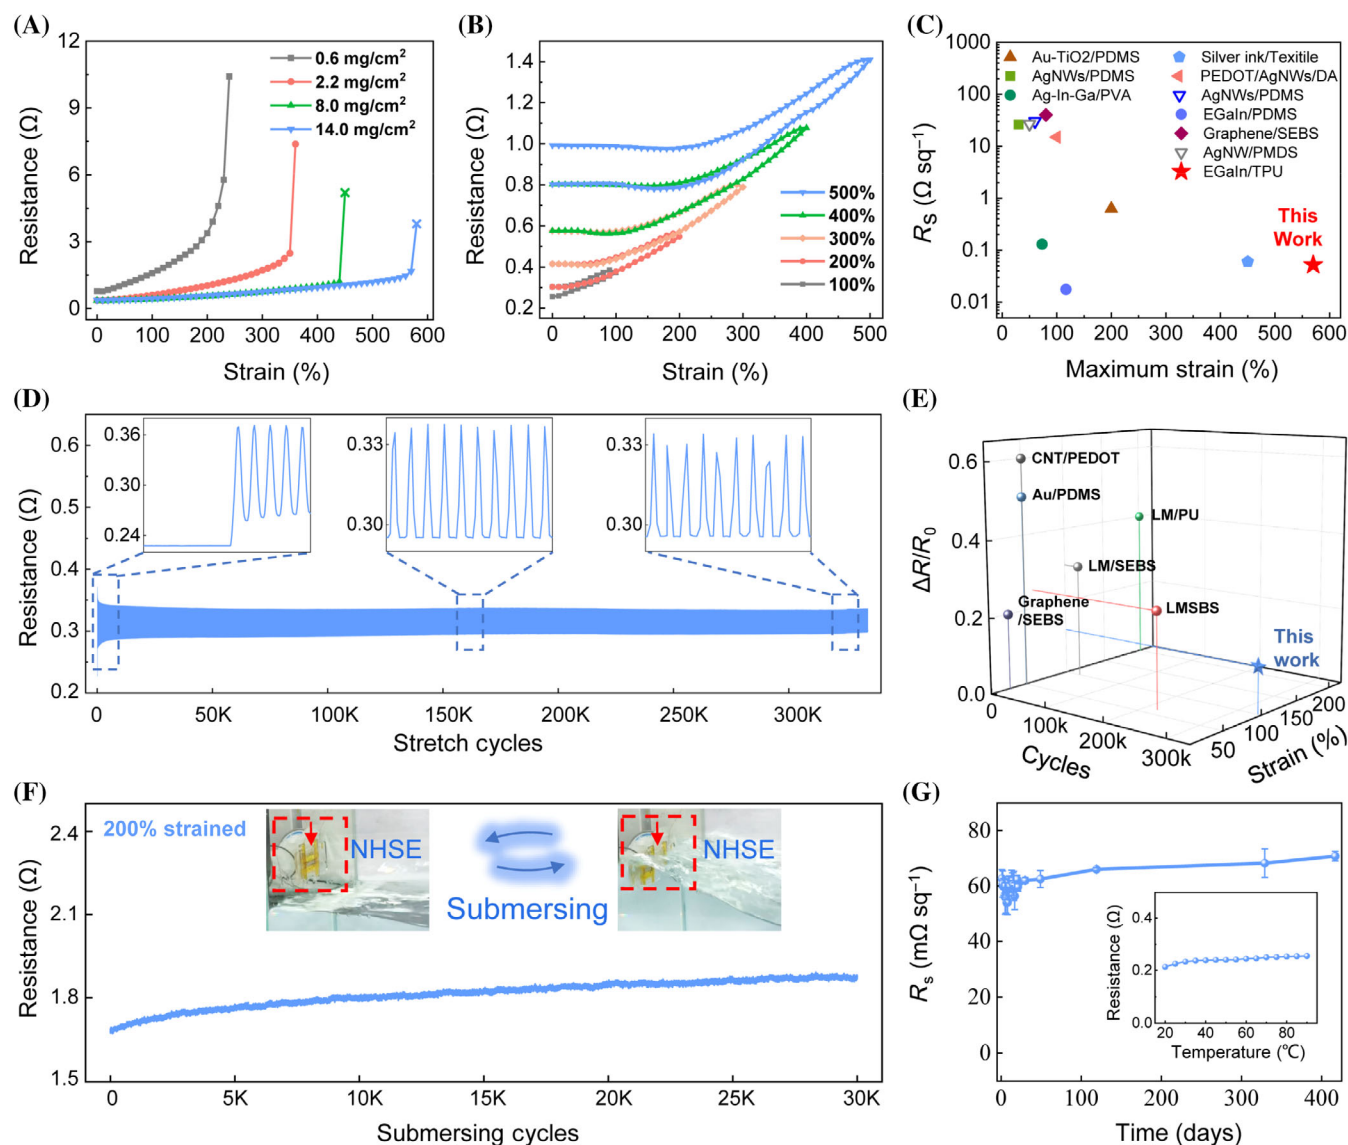 (A)
12
9
6
3
0
Resistance (Ω)
0.6 mg/cm²
2.2 mg/cm²
8.0 mg/cm²
14.0 mg/cm²
0 100 200 300 400 500 600
Strain (%)
(B)
1.4
1.2
1.0
0.8
0.6
0.4
0.2
Resistance (Ω)
500%
400%
300%
200%
100%
0 100 200 300 400 500
Strain (%)
(C)
1000
100
10
1
0.1
0.01
R_S (Ω sq⁻¹)
Au-TiO2/PDMS
AgNWs/PDMS
Ag-In-Ga/PVA
Silver ink/Texitile
PEDOT/AgNWs/DA
AgNWs/PDMS
EGaIn/PDMS
Graphene/SEBS
AgNW/PMDS
EGaIn/TPU
This
Work
0 100 200 300 400 500 600
Maximum strain (%)
(D)
0.6
0.5
0.4
0.3
0.2
Resistance (Ω)
0.36
0.30
0.24
0.33
0.30
0.33
0.30
0 50K 100K 150K 200K 250K 300K
Stretch cycles
(E)
0.6
0.4
0.2
0.0
ΔR/R₀
CNT/PEDOT
Au/PDMS
LM/PU
LM/SEBS
Graphene
/SEBS
LMSBS
This
work
0 100k 200k 300k
Cycles
50 100 150 200
Strain (%)
(F)
2.4
2.1
1.8
1.5
Resistance (Ω)
200% strained
NHSE
Submersing
NHSE
0 5K 10K 15K 20K 25K 30K
Submersing cycles
(G)
80
60
40
20
0
R_s (mΩ sq⁻¹)
0.4
0.2
0.0
Resistance (Ω)
20 40 60 80
Temperature (℃)
0 100 200 300 400
Time (days)